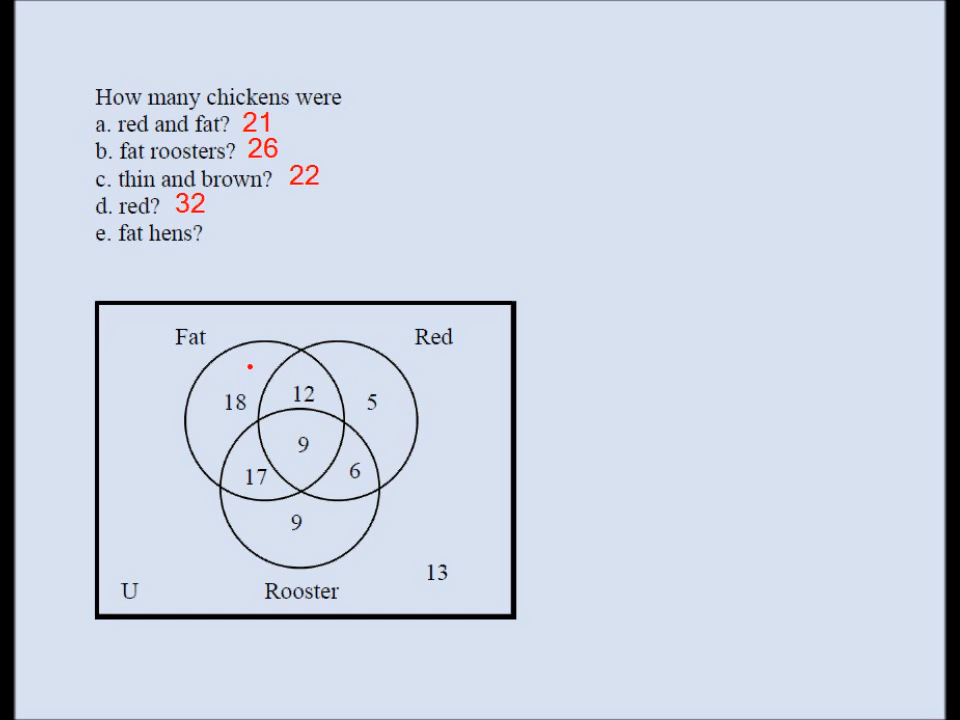 How many chickens were
a. red and fat? 21
b. fat roosters? 26
c. thin and brown? 22
d. red? 32
e. fat hens?
Fat Red
18 12 5
9
17 6
9
13
U Rooster